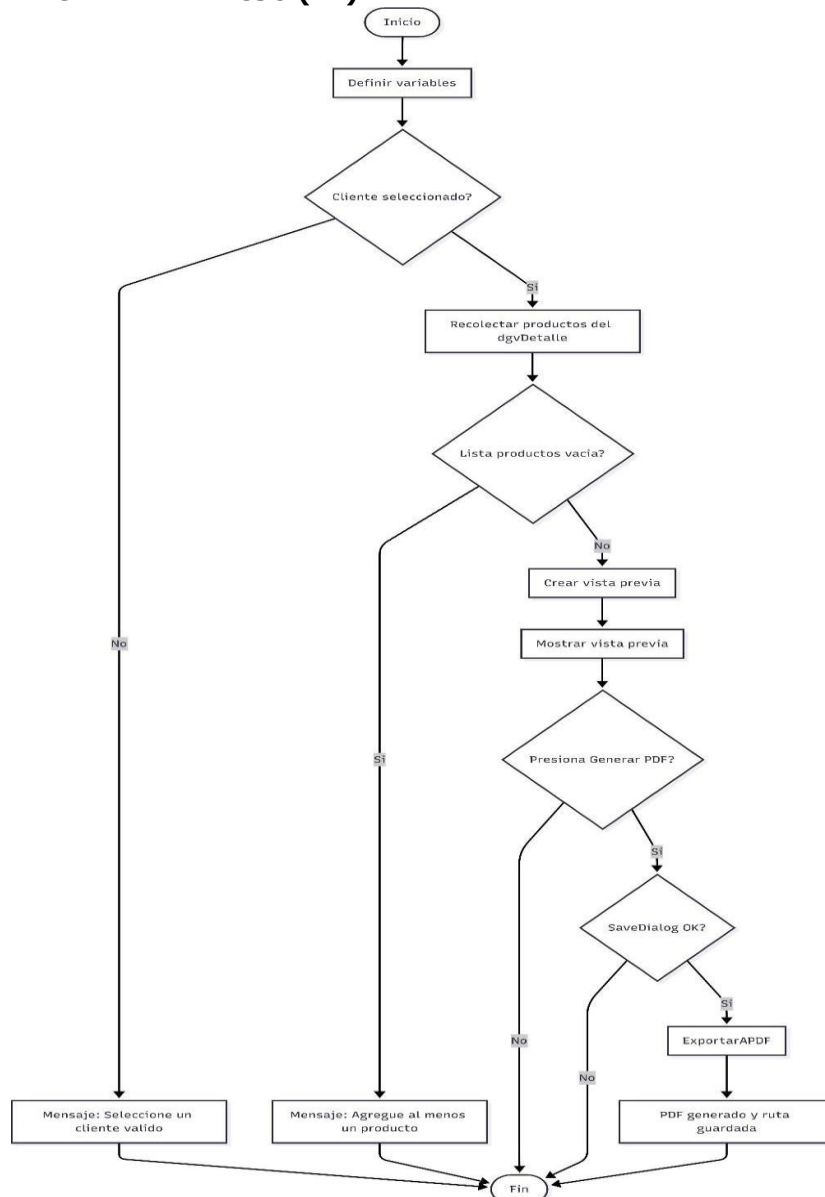 Inicio
Definir variables
Cliente seleccionado?
Si
Recolectar productos del
dgvDetalle
Lista productos vacia?
No
Crear vista previa
Mostrar vista previa
No
Si
Presiona Generar PDF?
Si
SaveDialog OK?
Si
No
ExportarAPDF
No
Mensaje: Seleccione un
cliente valido
Mensaje: Agregue al menos
un producto
PDF generado y ruta
guardada
Fin